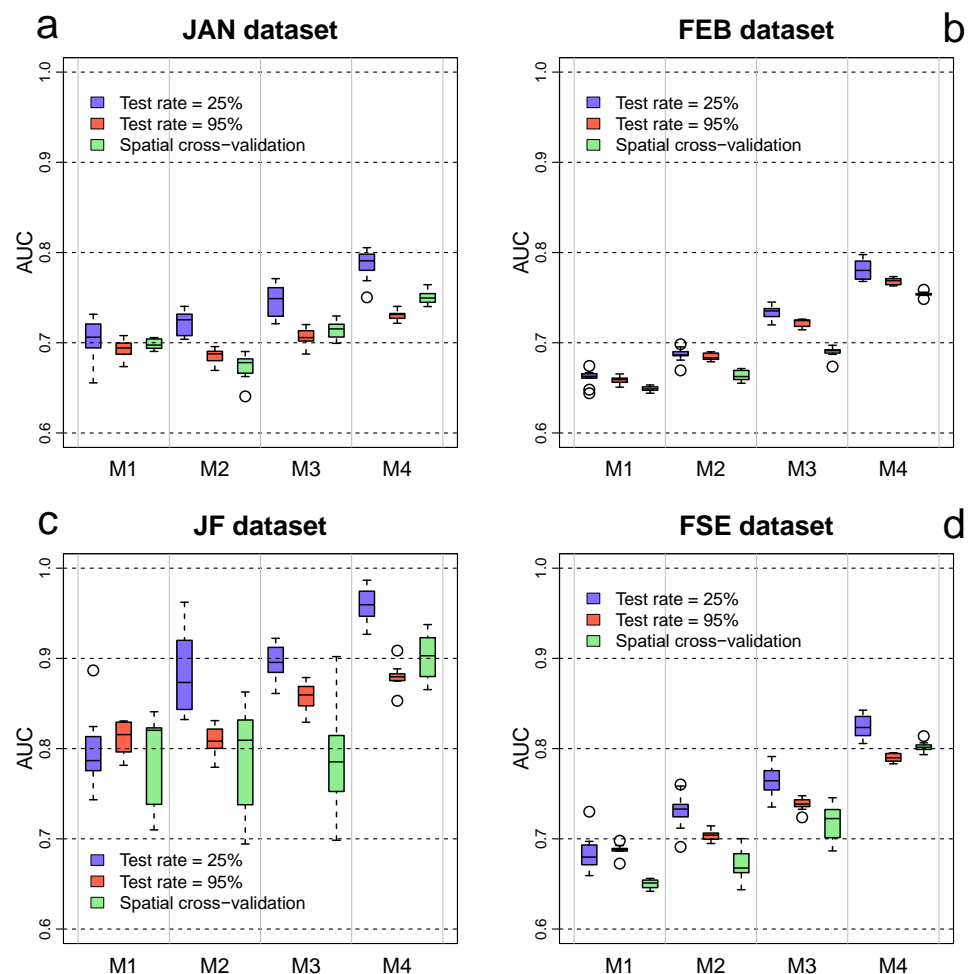 a
JAN dataset
1.0
0.9
0.8
0.7
0.6
AUC
Test rate = 25%
Test rate = 95%
Spatial cross−validation
M1 M2 M3 M4
FEB dataset
b
1.0
0.9
0.8
0.7
0.6
AUC
Test rate = 25%
Test rate = 95%
Spatial cross−validation
M1 M2 M3 M4
c
JF dataset
1.0
0.9
0.8
0.7
0.6
AUC
Test rate = 25%
Test rate = 95%
Spatial cross−validation
M1 M2 M3 M4
FSE dataset
d
1.0
0.9
0.8
0.7
0.6
AUC
Test rate = 25%
Test rate = 95%
Spatial cross−validation
M1 M2 M3 M4